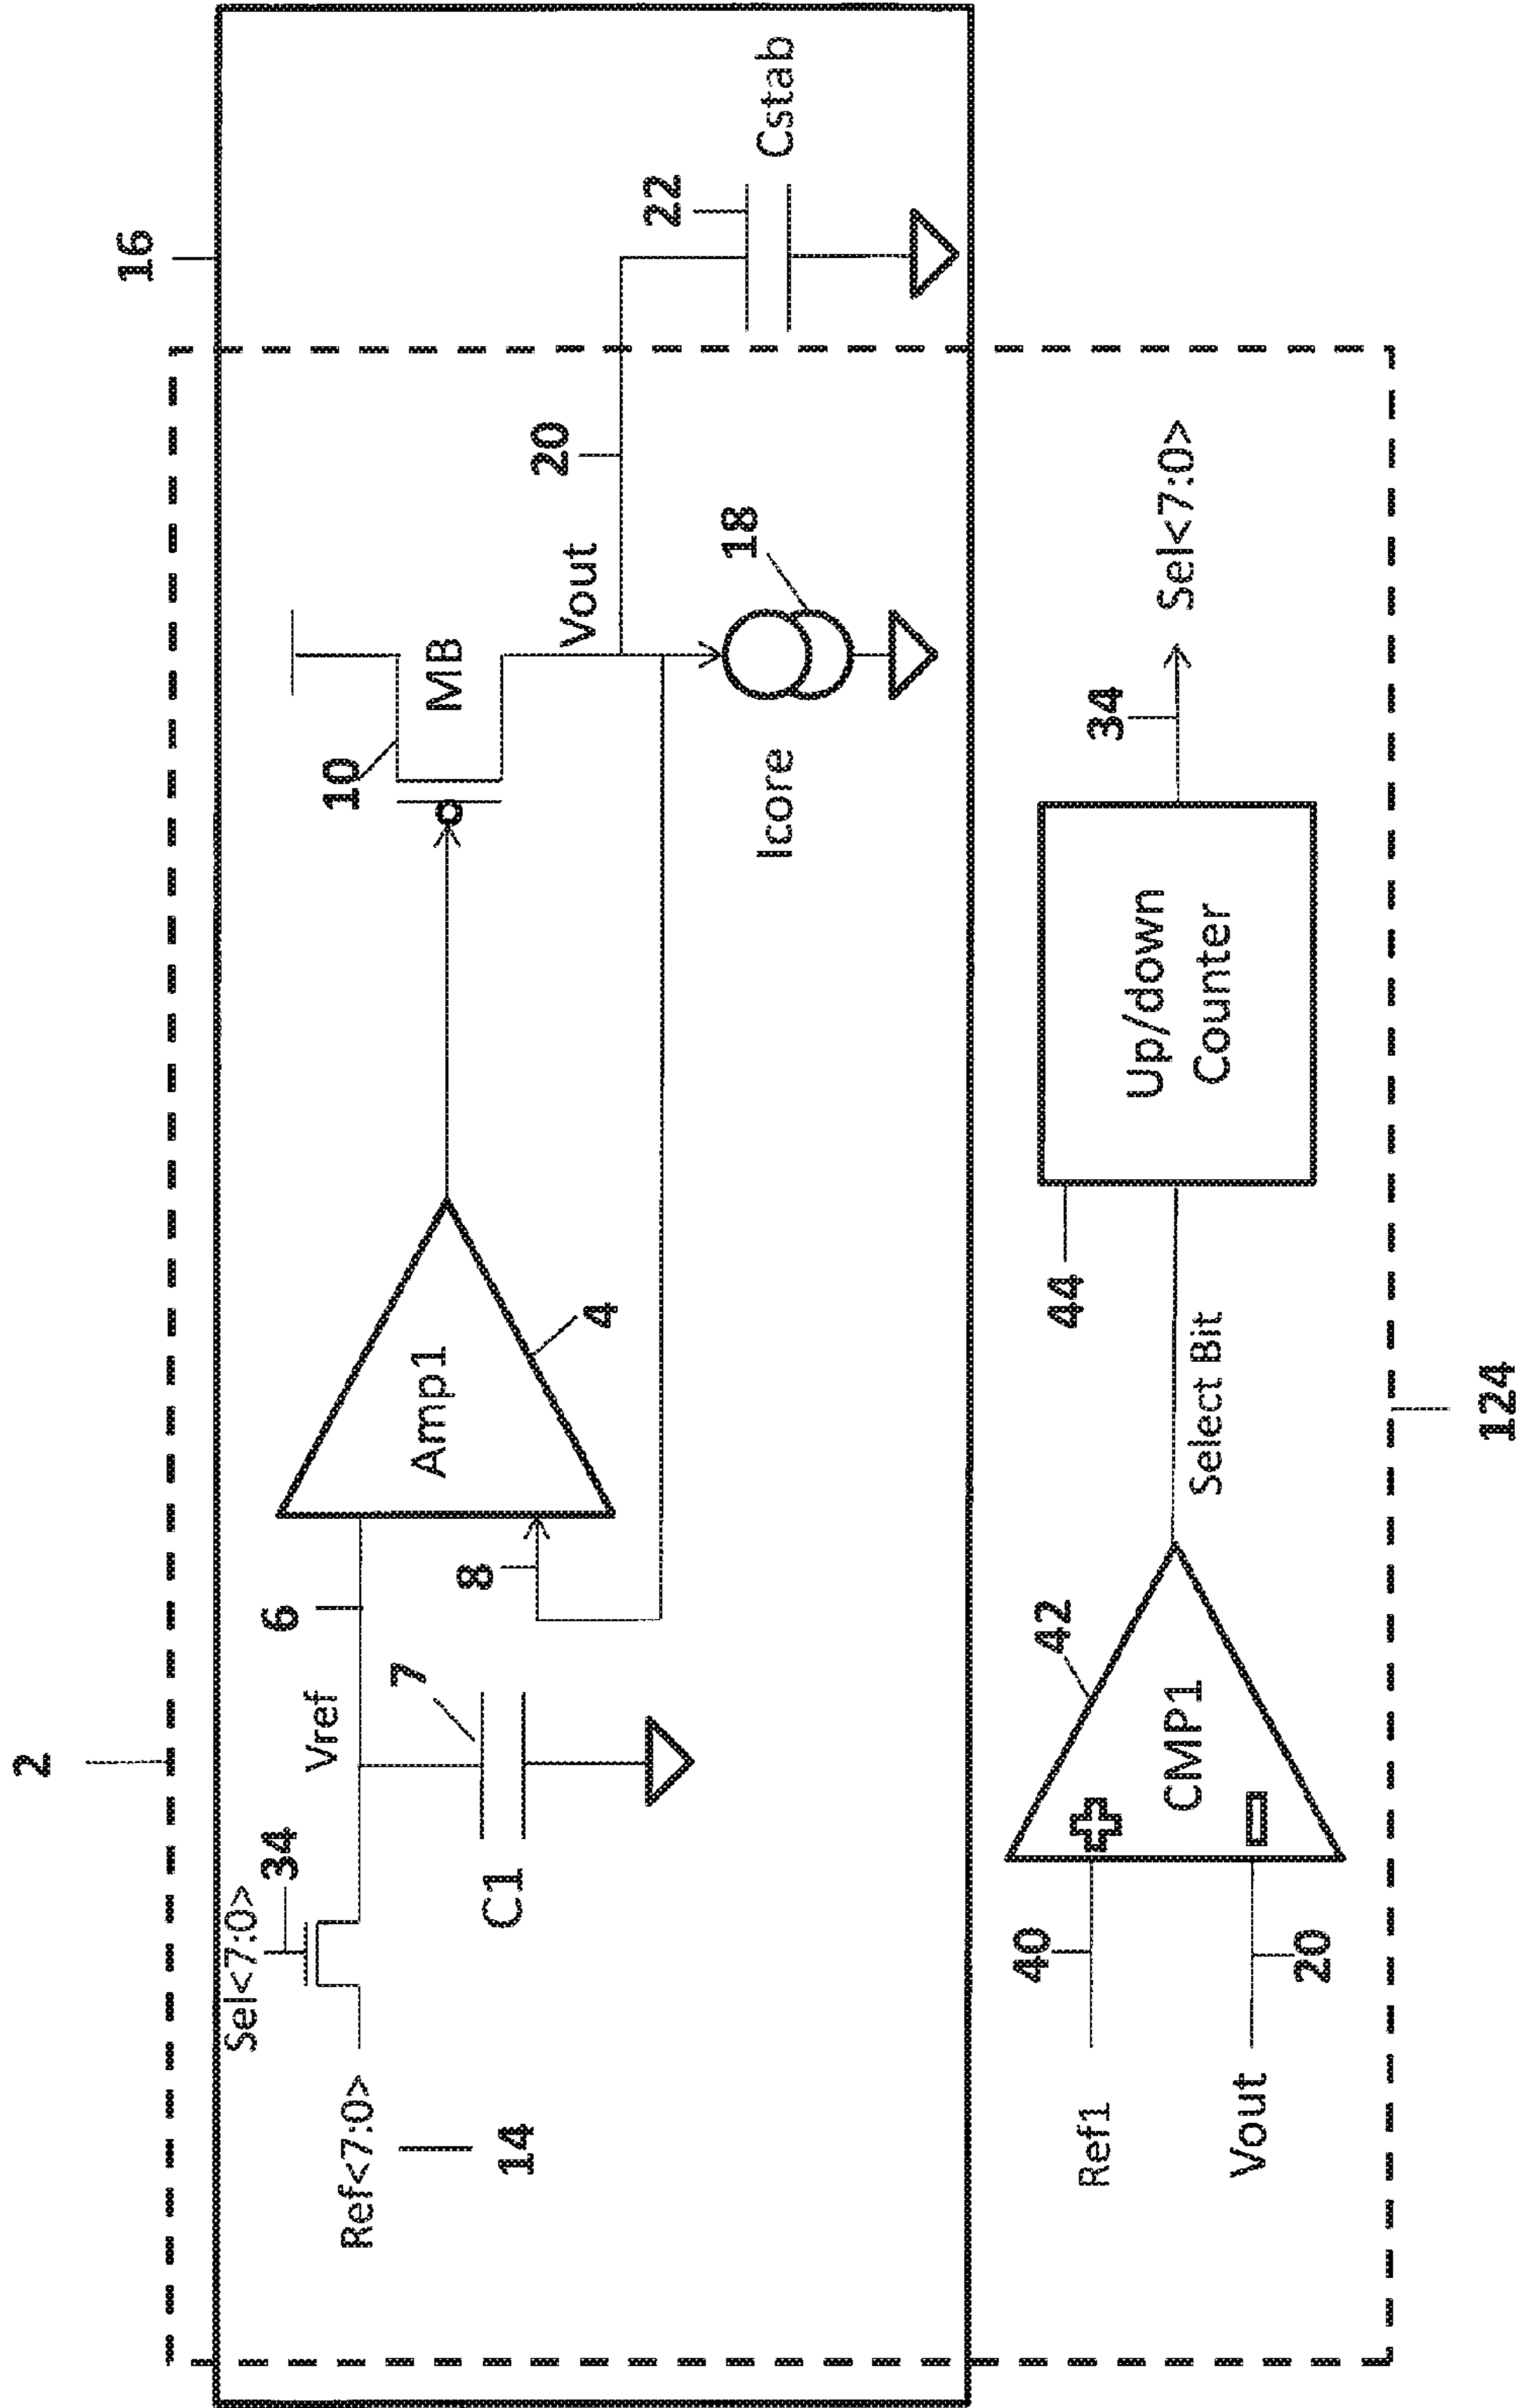 2
16
Sel<7:0>
34
Ref<7:0>
14
Vref
6
7
C1
8
Amp1
4
10
MB
Vout
20
18
Icore
22
Cstab
Ref1
40
Vout
20
CMP1
42
Select Bit
44
Up/down
Counter
34
Sel<7:0>
124